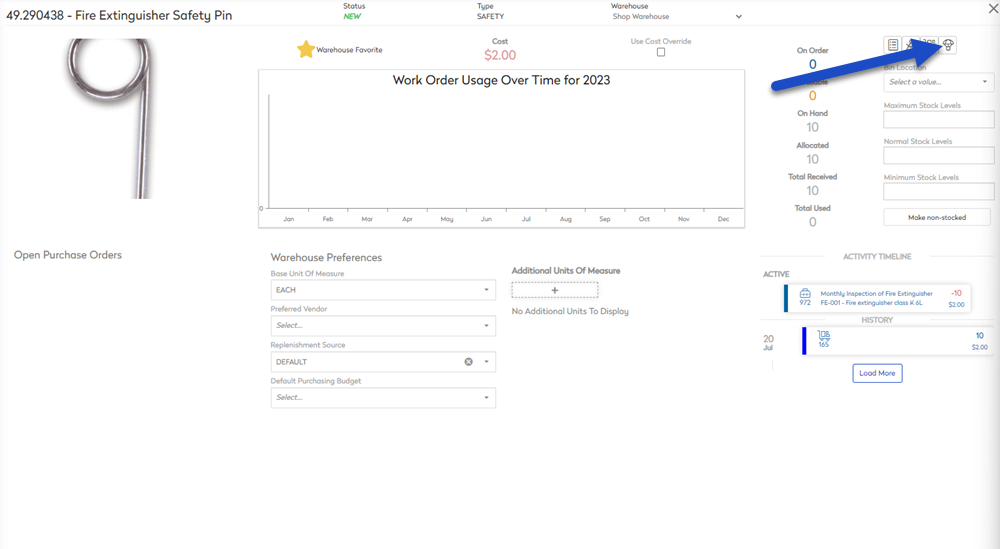 49.290438 - Fire Extinguisher Safety Pin
Status
NEW
Type
SAFETY
Warehouse
Shop Warehouse
Warehouse Favorite
Cost
$2.00
Use Cost Override
Work Order Usage Over Time for 2023
0
Jan Feb Mar Apr May Jun Jul Aug Sep Oct Nov Dec
On Order
0
0
On Hand
10
Allocated
10
Total Received
10
Total Used
0
Bin Location
Select a value...
Maximum Stock Levels
Normal Stock Levels
Minimum Stock Levels
Make non-stocked
Open Purchase Orders
Warehouse Preferences
Base Unit Of Measure
EACH
Preferred Vendor
Select...
Replenishment Source
DEFAULT
Default Purchasing Budget
Select...
Additional Units Of Measure
+
No Additional Units To Display
ACTIVITY TIMELINE
ACTIVE
972
Monthly Inspection of Fire Extinguisher
FE-001 - Fire extinguisher class K 6L
-10
$2.00
HISTORY
20
Jul
165
10
$2.00
Load More